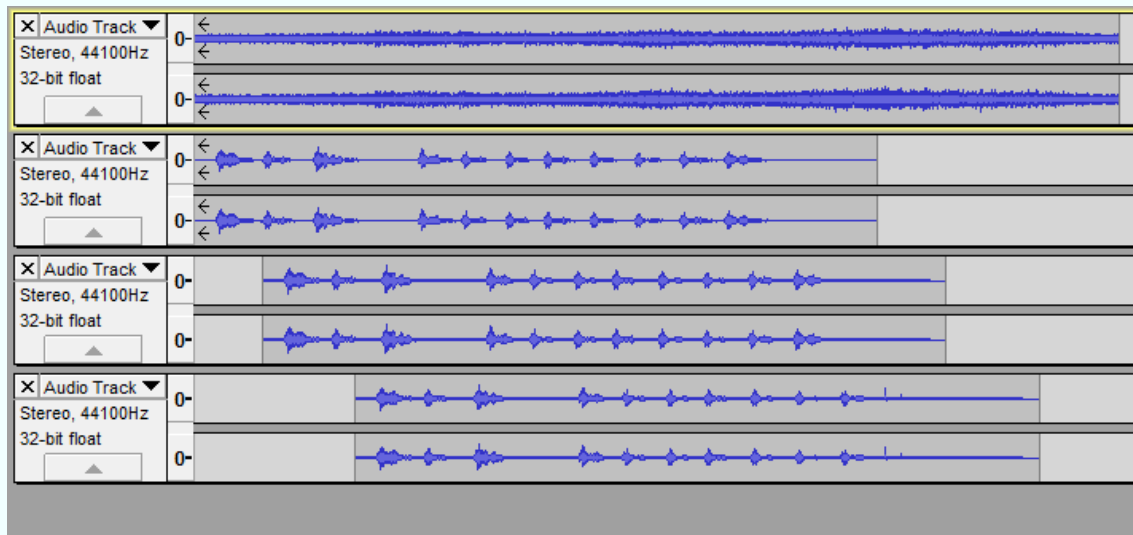 X Audio Track ▼
Stereo, 44100Hz
32-bit float
0-
0-
X Audio Track ▼
Stereo, 44100Hz
32-bit float
0-
0-
X Audio Track ▼
Stereo, 44100Hz
32-bit float
0-
0-
X Audio Track ▼
Stereo, 44100Hz
32-bit float
0-
0-